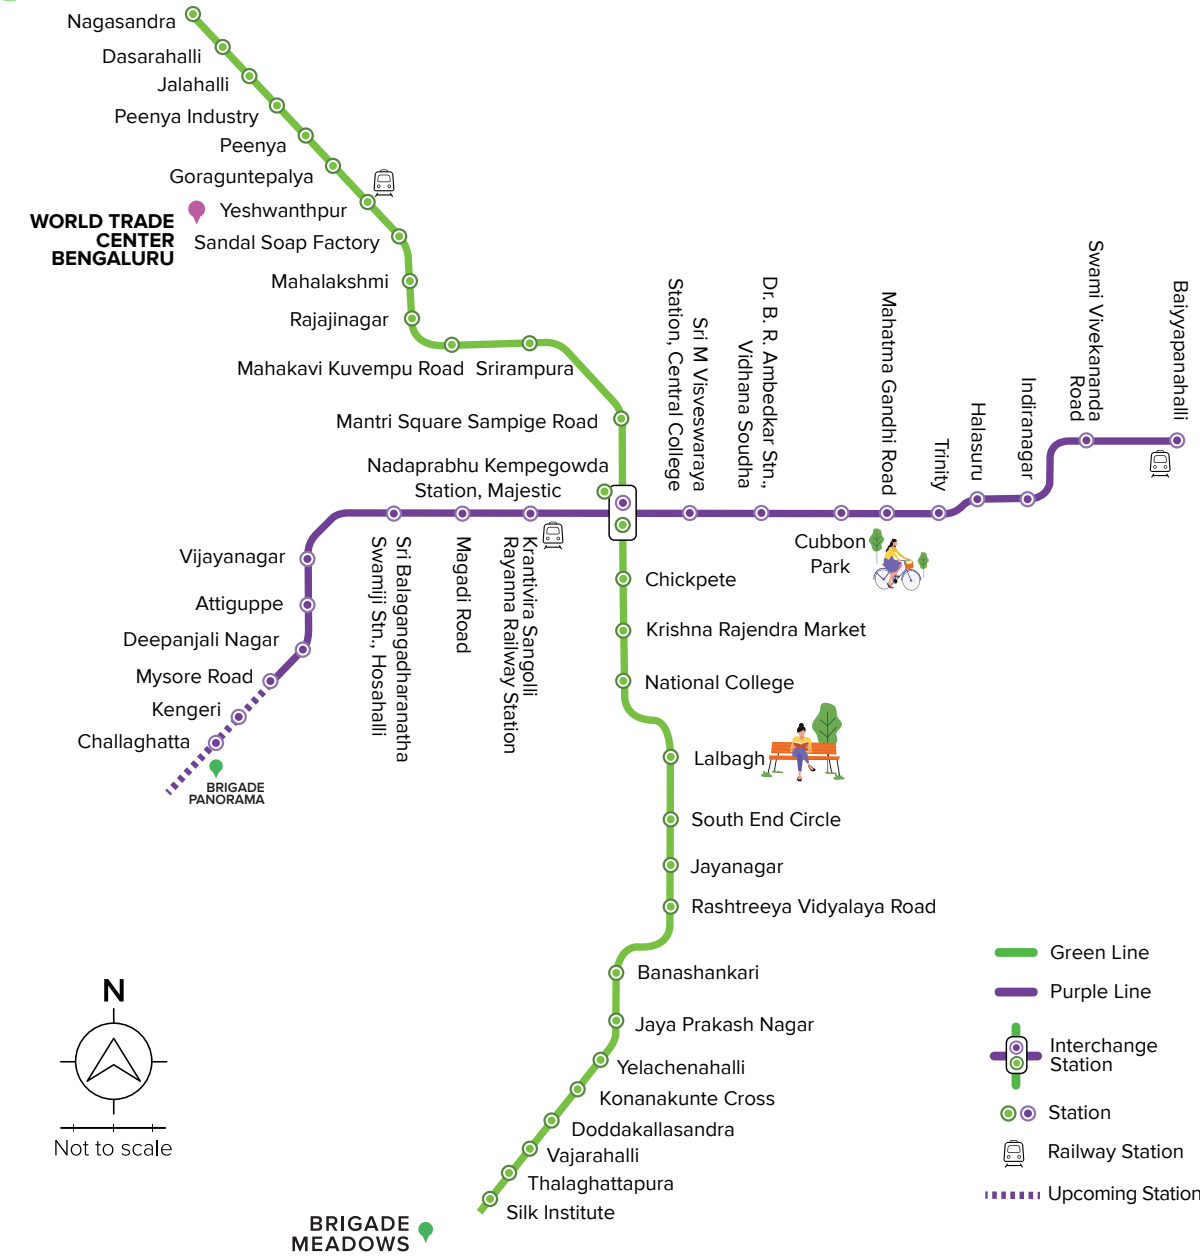 Nagasandra
Dasarahalli
Jalahalli
Peenya Industry
Peenya
Goraguntepalya
Yeshwanthpur
WORLD TRADE
CENTER
BENGALURU
Sandal Soap Factory
Mahalakshmi
Rajajinagar
Mahakavi Kuvempu Road
Srirampura
Mantri Square Sampige Road
Nadaprabhu Kempegowda
Station, Majestic
Sri M Visveswaraya
Station, Central College
Dr. B. R. Ambedkar Stn.,
Vidhana Soudha
Cubbon
Park
Mahatma Gandhi Road
Trinity
Halasuru
Indiranagar
Swami Vivekananda
Road
Baiyyapanahalli
Krantivira Sangolli
Rayanna Railway Station
Magadi Road
Sri Balagangadharanatha
Swamiji Stn., Hosahalli
Vijayanagar
Attiguppe
Deepanjali Nagar
Mysore Road
Kengeri
Challaghatta
BRIGADE
PANORAMA
Chickpete
Krishna Rajendra Market
National College
Lalbagh
South End Circle
Jayanagar
Rashtreeya Vidyalaya Road
Banashankari
Jaya Prakash Nagar
Yelachenahalli
Konanakunte Cross
Doddakallasandra
Vajarahalli
Thalaghattapura
Silk Institute
BRIGADE
MEADOWS
N
Not to scale
Green Line
Purple Line
Interchange
Station
Station
Railway Station
Upcoming Station